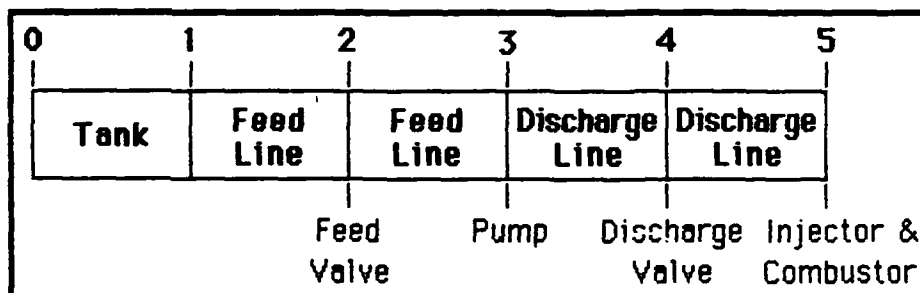 0 1 2 3 4 5
Tank Feed Feed Discharge Discharge
Line Line Line Line
Feed Pump Discharge Injector &
Valve Valve Combustor